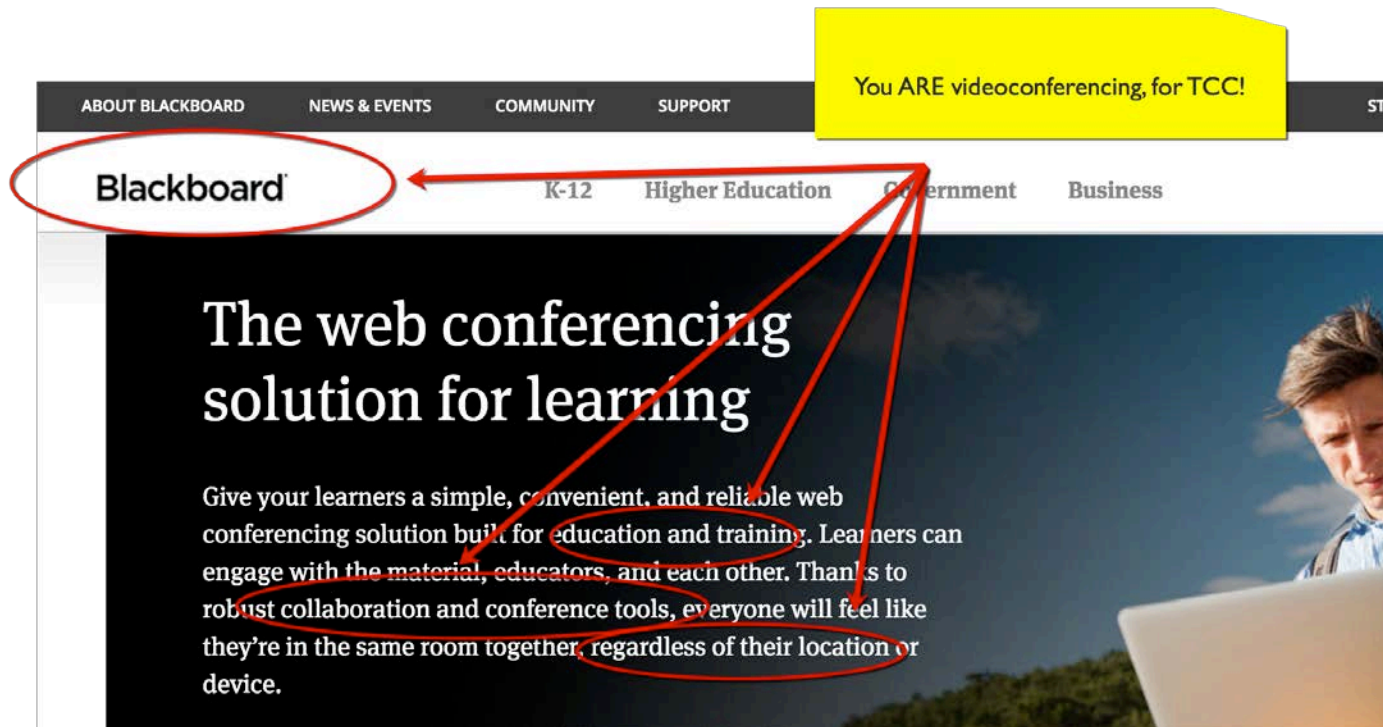 You ARE videoconferencing, for TCC!
ABOUT BLACKBOARD NEWS & EVENTS COMMUNITY SUPPORT
Blackboard
K-12 Higher Education Government Business
The web conferencing
solution for learning
Give your learners a simple, convenient, and reliable web
conferencing solution built for education and training. Learners can
engage with the material, educators, and each other. Thanks to
robust collaboration and conference tools, everyone will feel like
they’re in the same room together, regardless of their location or
device.